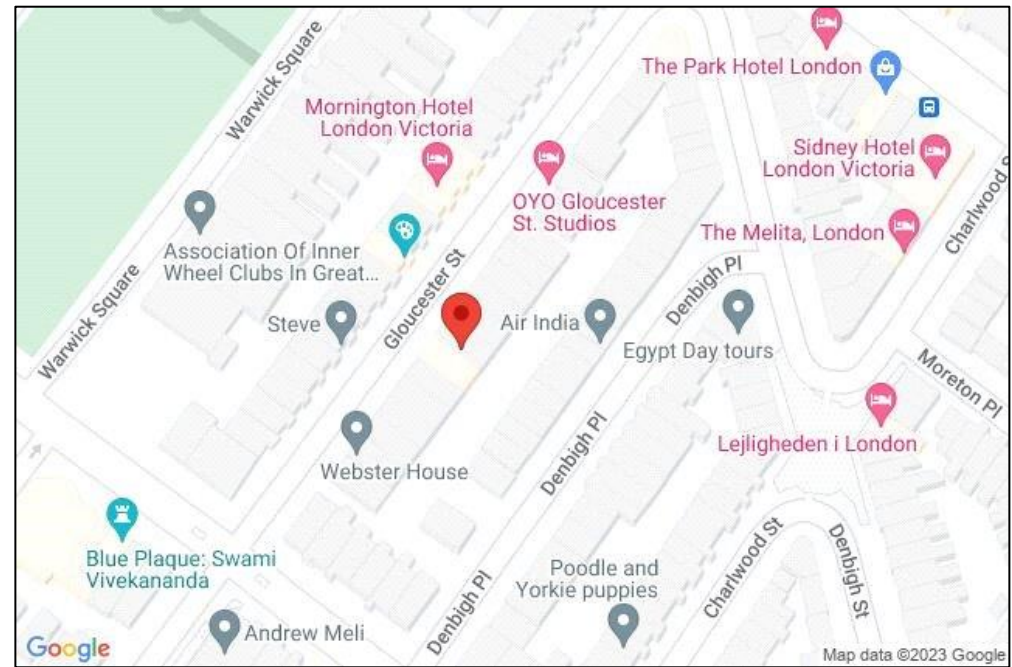 Warwick Square
The Park Hotel London
Mornington Hotel
London Victoria
Sidney Hotel
London Victoria
OYO Gloucester
St. Studios
Charlwood S
The Melita, London
Association Of Inner
Wheel Clubs In Great...
Denbigh Pl
Warwick Square
Gloucester St
Steve
Air India
Egypt Day tours
Moreton Pl
Lejligheden i London
Denbigh Pl
Webster House
Charlwood St
Denbigh St
Blue Plaque: Swami
Vivekananda
Poodle and
Yorkie puppies
Denbigh Pl
Andrew Meli
Google
Map data ©2023 Google